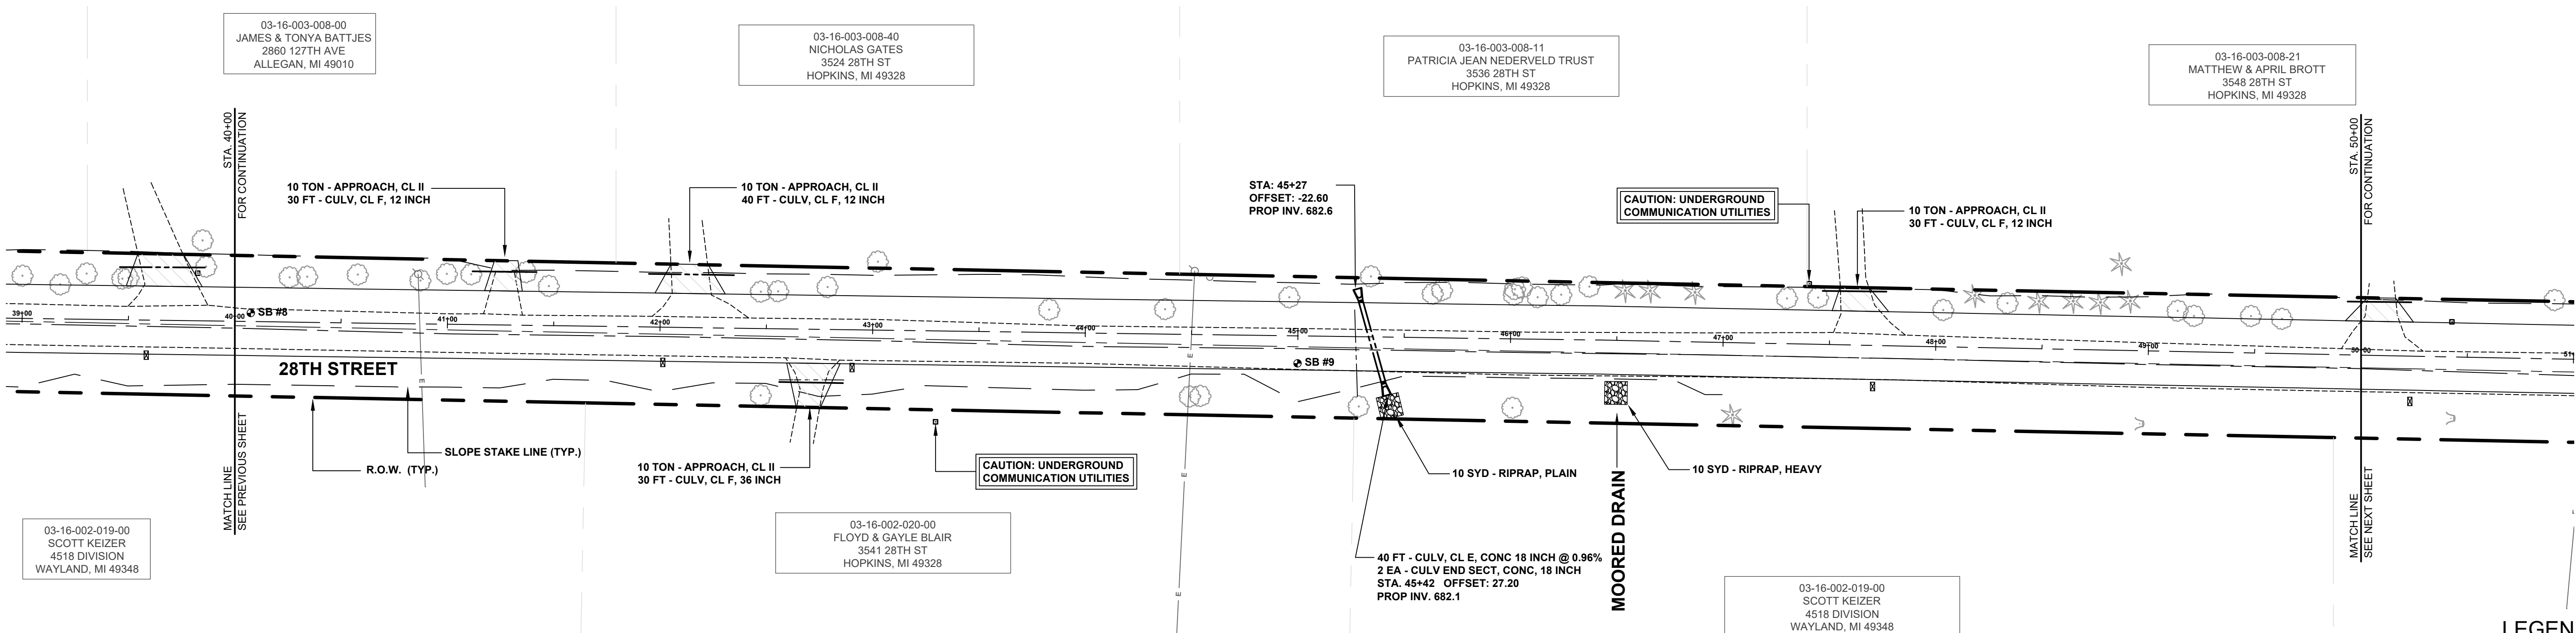 03-16-003-008-00
JAMES & TONYA BATTJES
2860 127TH AVE
ALLEGAN, MI 49010
03-16-003-008-40
NICHOLAS GATES
3524 28TH ST
HOPKINS, MI 49328
03-16-003-008-11
PATRICIA JEAN NEDERVELD TRUST
3536 28TH ST
HOPKINS, MI 49328
03-16-003-008-21
MATTHEW & APRIL BROTT
3548 28TH ST
HOPKINS, MI 49328
STA. 40+00
FOR CONTINUATION
10 TON - APPROACH, CL II
30 FT - CULV, CL F, 12 INCH
10 TON - APPROACH, CL II
40 FT - CULV, CL F, 12 INCH
STA: 45+27
OFFSET: -22.60
PROP INV. 682.6
CAUTION: UNDERGROUND
COMMUNICATION UTILITIES
10 TON - APPROACH, CL II
30 FT - CULV, CL F, 12 INCH
STA. 50+00
FOR CONTINUATION
39+00
40+00
SB #8
41+00
42+00
43+00
44+00
45+00
46+00
47+00
48+00
49+00
50+00
51+
SB #9
28TH STREET
E
E
E
E
MATCH LINE
SEE PREVIOUS SHEET
R.O.W. (TYP.)
SLOPE STAKE LINE (TYP.)
10 TON - APPROACH, CL II
30 FT - CULV, CL F, 36 INCH
CAUTION: UNDERGROUND
COMMUNICATION UTILITIES
10 SYD - RIPRAP, PLAIN
10 SYD - RIPRAP, HEAVY
MOORED DRAIN
MATCH LINE
SEE NEXT SHEET
03-16-002-019-00
SCOTT KEIZER
4518 DIVISION
WAYLAND, MI 49348
03-16-002-020-00
FLOYD & GAYLE BLAIR
3541 28TH ST
HOPKINS, MI 49328
40 FT - CULV, CL E, CONC 18 INCH @ 0.96%
2 EA - CULV END SECT, CONC, 18 INCH
STA. 45+42 OFFSET: 27.20
PROP INV. 682.1
03-16-002-019-00
SCOTT KEIZER
4518 DIVISION
WAYLAND, MI 49348
LEGEN